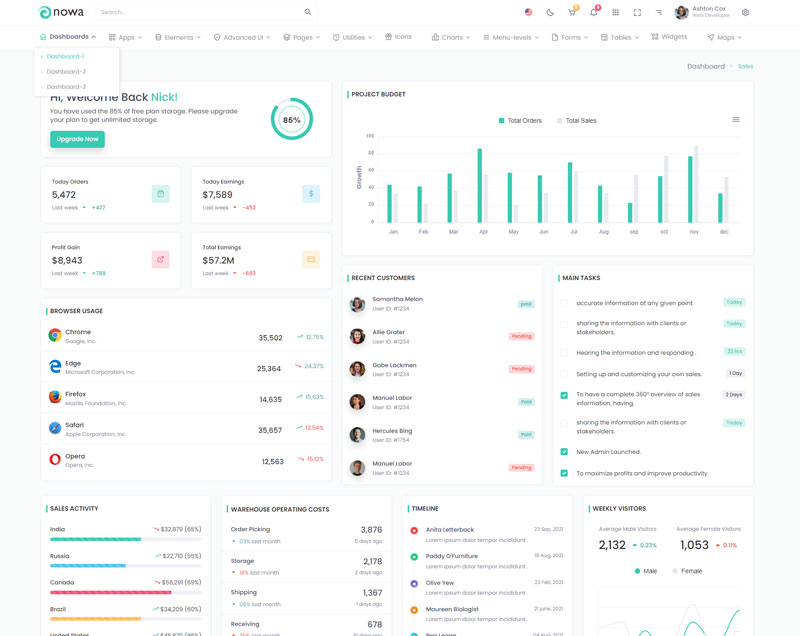 nowa
Search...
5
6
Ashton Cox
Web Developer
Dashboards
Apps
Elements
Advanced UI
Pages
Utilities
Icons
Charts
Menu-levels
Forms
Tables
Widgets
Maps
Dashboard-1
Dashboard-2
Dashboard-3
Dashboard
Sales
Hi, Welcome Back Nick!
You have used the 85% of free plan storage. Please upgrade
your plan to get unlimited storage.
Upgrade Now
85%
PROJECT BUDGET
Total Orders
Total Sales
Growth
100
80
60
40
20
0
Jan
Feb
Mar
Apr
May
Jun
Jul
Aug
sep
oct
nov
dec
Today Orders
5,472
Last week +427
Today Earnings
$7,589
Last week -453
$
Profit Gain
$8,943
Last week +788
Total Earnings
$57.2M
Last week -693
BROWSER USAGE
Chrome
Google, Inc.
35,502
12.75%
Edge
Microsoft Corporation, Inc.
25,364
24.37%
Firefox
Mozilla Foundation, Inc.
14,635
15,63%
Safari
Apple Corporation, Inc.
35,657
12.54%
Opera
Opera, Inc.
12,563
15.12%
RECENT CUSTOMERS
Samantha Melon
User ID: #1234
paid
Allie Grater
User ID: #1234
Pending
Gabe Lackmen
User ID: #1234
Pending
Manuel Labor
User ID: #1234
Paid
Hercules Bing
User ID: #1754
Paid
Manuel Labor
User ID: #1234
Pending
MAIN TASKS
accurate information at any given point.
Today
sharing the information with clients or
stakeholders.
Today
Hearing the information and responding .
22 hrs
Setting up and customizing your own sales.
1 Day
To have a complete 360° overview of sales
information, having.
2 Days
sharing the information with clients or
stakeholders.
Today
New Admin Launched.
To maximize profits and improve productivity.
SALES ACTIVITY
India
$32,879 (65%)
Russia
$22,710 (55%)
Canada
$56,291 (69%)
Brazil
$34,209 (60%)
United States
$45,870 (86%)
WAREHOUSE OPERATING COSTS
Order Picking
3,876
03% last month
5 days ago
Storage
2,178
16% last month
2 days ago
Shipping
1,367
06% last month
1 days ago
Receiving
678
last month
10 days ago
TIMELINE
Anita Letterback
23 Sep, 2021
Lorem ipsum dolor tempor incididunt .
Paddy O'Furniture
16 Aug, 2021
Lorem ipsum dolor tempor incididunt .
Olive Yew
23 Feb, 2021
Lorem ipsum dolor tempor incididunt .
Maureen Biologist
21 june, 2021
Lorem ipsum dolor tempor incididunt .
Peg Legge
04 Aug, 2021
WEEKLY VISITORS
Average Male Visitors
2,132
0.23%
Average Female Visitors
1,053
0.11%
Male
Female